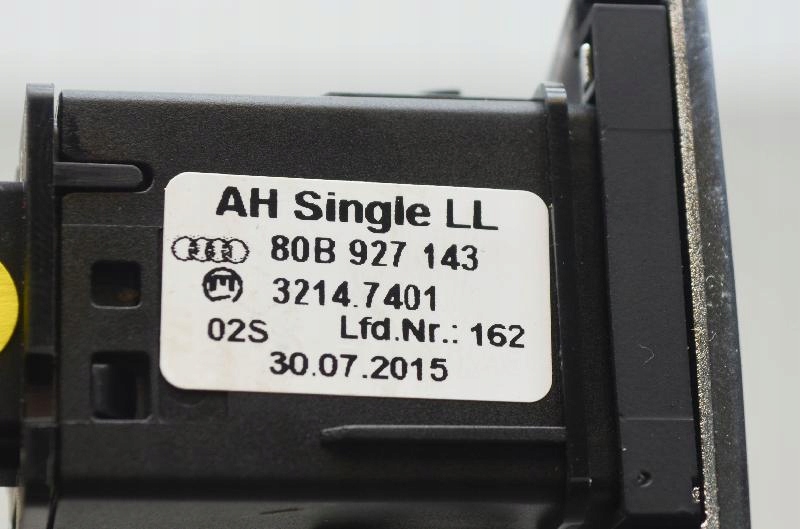 AH Single LL
80B 927 143
3214.7401
02S Lfd.Nr.: 162
30.07.2015